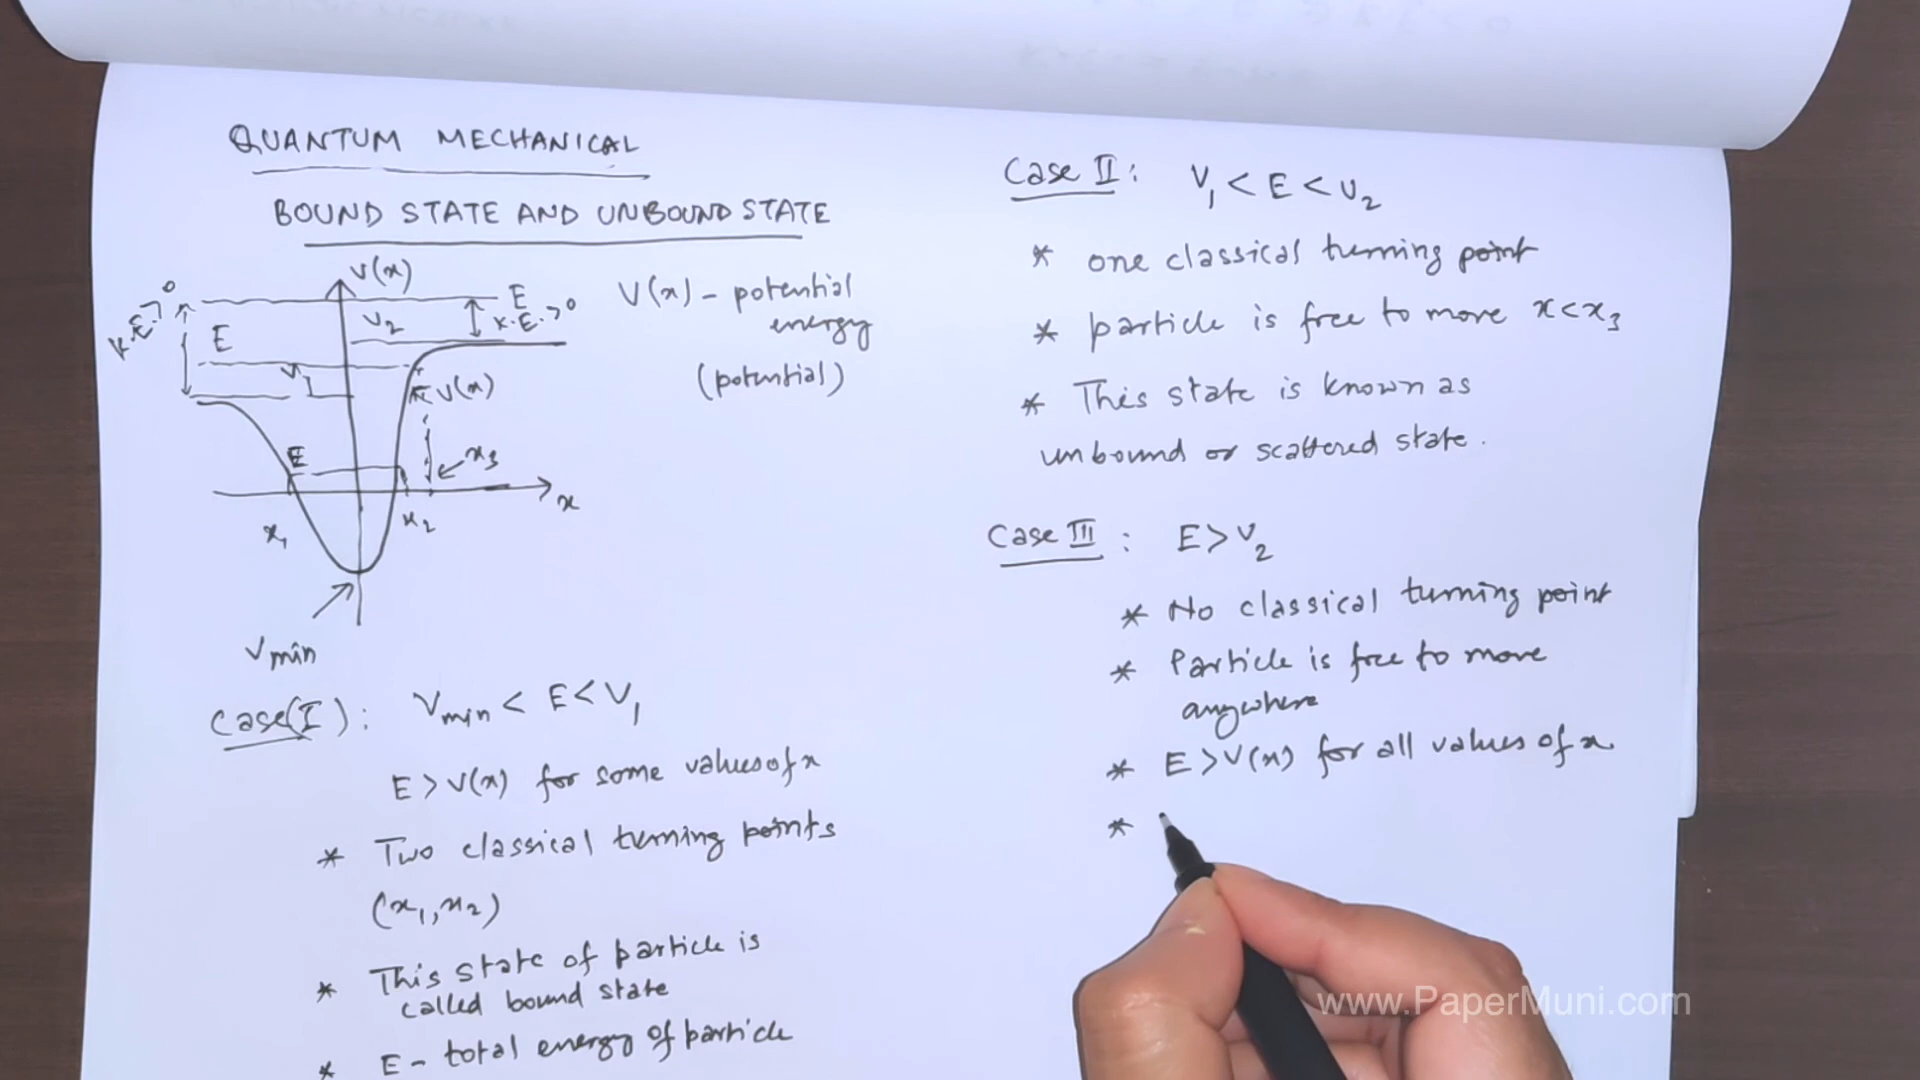 QUANTUM MECHANICAL
BOUND STATE AND UNBOUND STATE
V(x)
K.E. > 0
E
K.E. > 0
V2
E
V1
V(x)
E
x3
x
x1
x2
Vmin
V(x) - potential
energy
(potential)
Case(I) : Vmin < E < V1
E > V(x) for some values of x
* Two classical turning points
(x1, x2)
* This state of particle is
called bound state
* E - total energy of particle
Case II : V1 < E < V2
* one classical turning point
* particle is free to move x < x3
* This state is known as
unbound or scattered state.
Case III : E > V2
* No classical turning point
* Particle is free to move
anywhere
* E > V(x) for all values of x
*
www.PaperMuni.com